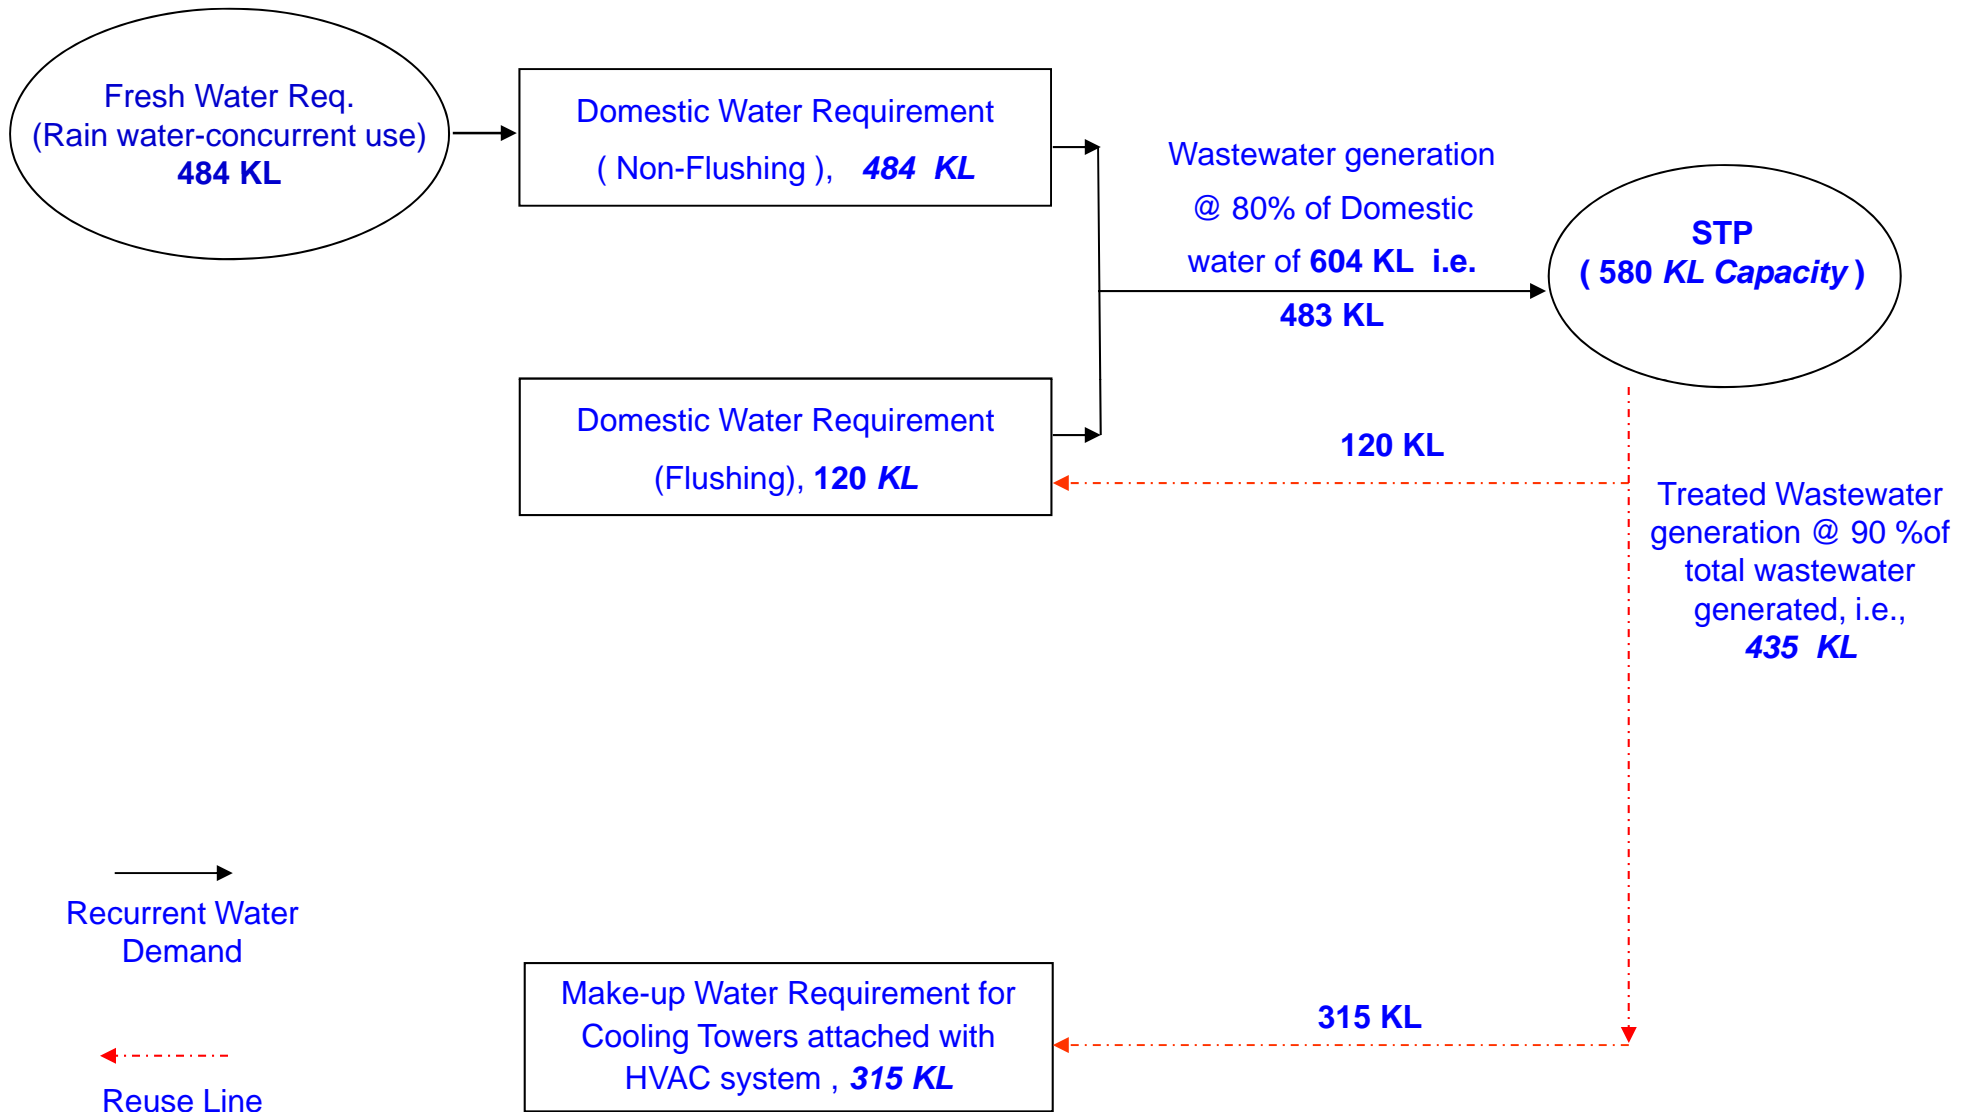 Fresh Water Req.
(Rain water-concurrent use)
484 KL
Domestic Water Requirement
( Non-Flushing ), 484 KL
Wastewater generation
@ 80% of Domestic
water of 604 KL i.e.
483 KL
STP
( 580 KL Capacity )
Domestic Water Requirement
(Flushing), 120 KL
120 KL
Treated Wastewater
generation @ 90 %of
total wastewater
generated, i.e.,
435 KL
Recurrent Water
Demand
Reuse Line
Make-up Water Requirement for
Cooling Towers attached with
HVAC system , 315 KL
315 KL